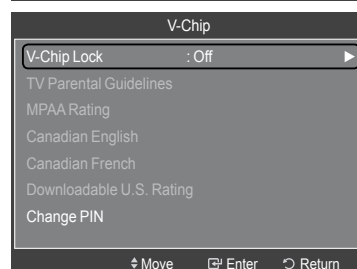 V-Chip
V-Chip Lock : Off
TV Parental Guidelines
MPAA Rating
Canadian English
Canadian French
Downloadable U.S. Rating
Change PIN
Move Enter Return